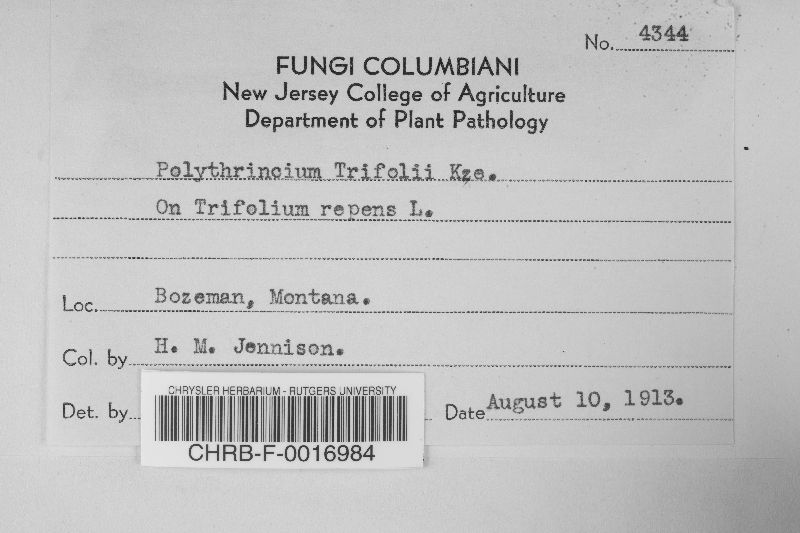 No. 4344
FUNGI COLUMBIANI
New Jersey College of Agriculture
Department of Plant Pathology
Polythrincium Trifolii Kze.
On Trifolium repens L.
Loc. Bozeman, Montana.
Col. by H. M. Jennison.
Det. by
Date August 10, 1913.
CHRYSLER HERBARIUM - RUTGERS UNIVERSITY
CHRB-F-0016984